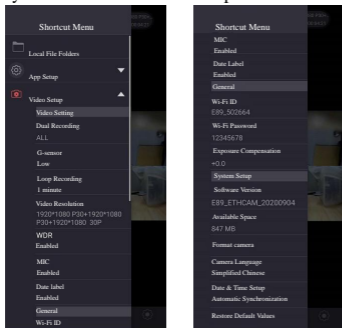 Shortcut Menu
Local File Folders
App Setup
Video Setup
Video Setting
Dual Recording
ALL
G-sensor
Low
Loop Recording
1 minute
Video Resolution
1920*1080 P30+1920*1080
P30+1920*1080 30P
WDR
Enabled
MIC
Enabled
Date label
Enabled
General
Wi-Fi ID
Shortcut Menu
MIC
Enabled
Date Label
Enabled
General
Wi-Fi ID
E89_502664
Wi-Fi Password
12345678
Exposure Compensation
+0.0
System Setup
Software Version
E89_ETHCAM_20200904
Available Space
847 MB
Format camera
Camera Language
Simplified Chinese
Date & Time Setup
Automatic Synchronization
Restore Default Values